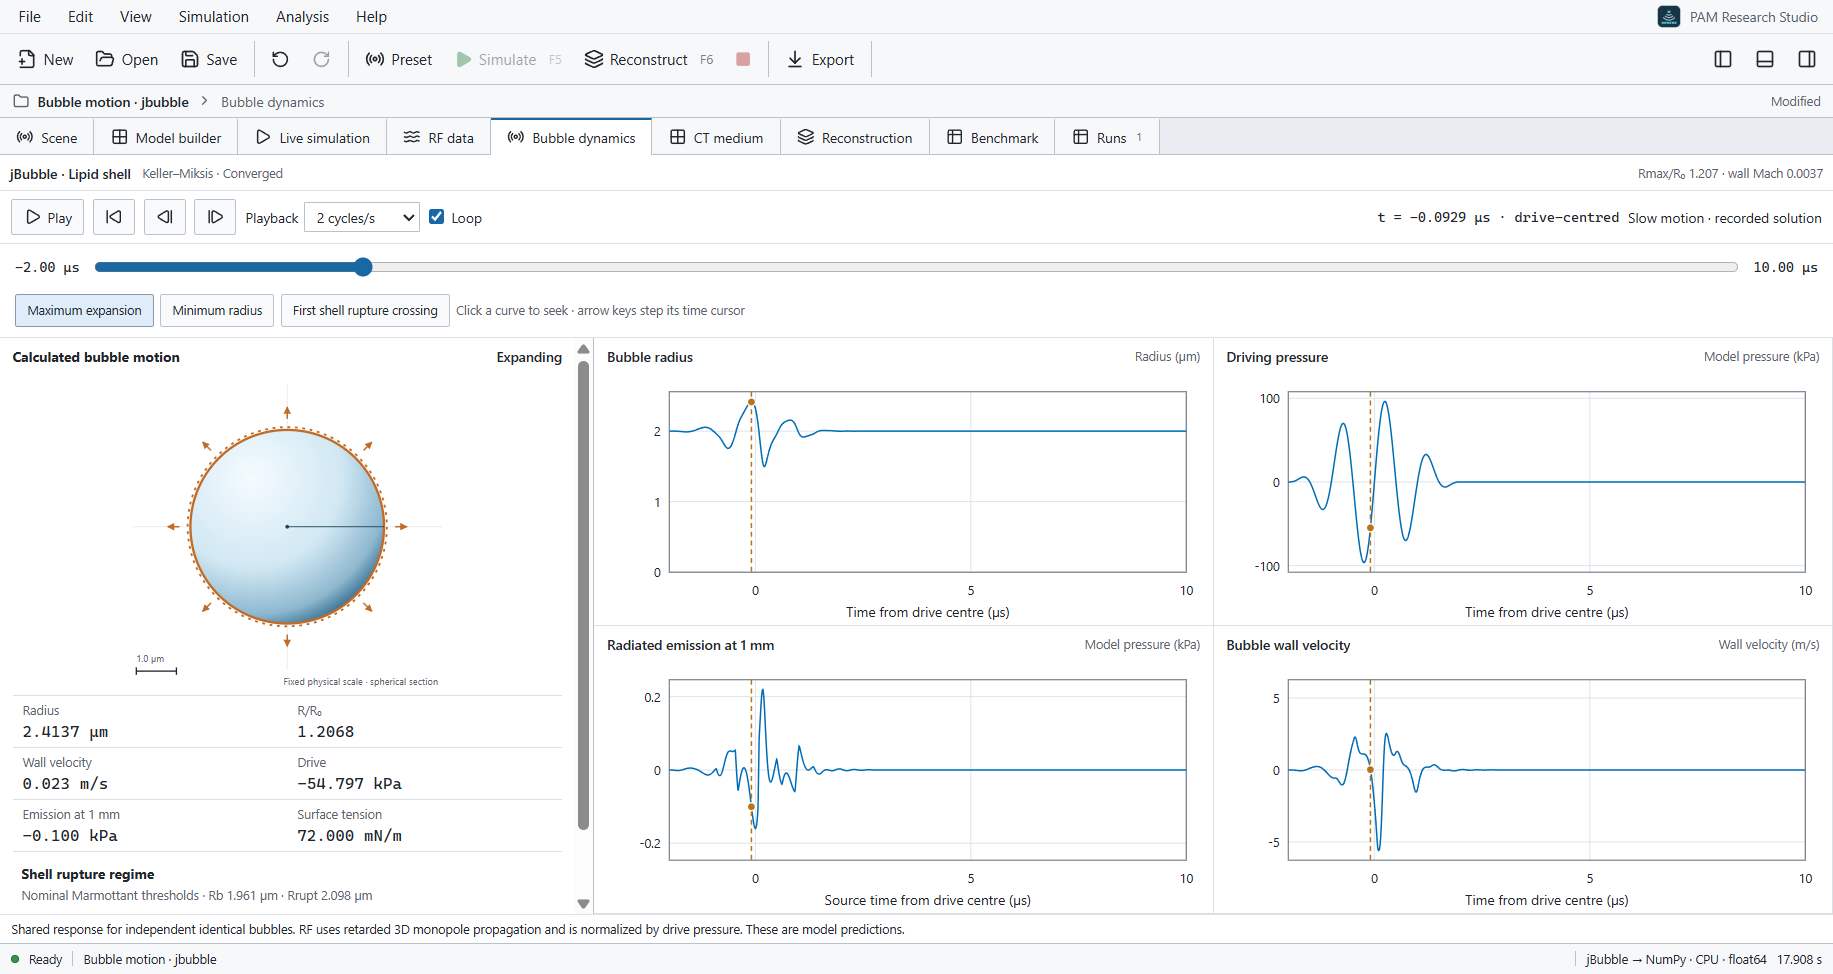 File Edit View Simulation Analysis Help PAM Research Studio
New Open Save Preset Simulate F5 Reconstruct F6 Export
Bubble motion · jbubble > Bubble dynamics Modified
Scene Model builder Live simulation RF data Bubble dynamics CT medium Reconstruction Benchmark Runs 1
jBubble · Lipid shell Keller–Miksis · Converged Rmax/R₀ 1.207 · wall Mach 0.0037
Play Playback 2 cycles/s Loop t = −0.0929 μs · drive-centred Slow motion · recorded solution
−2.00 μs 10.00 μs
Maximum expansion Minimum radius First shell rupture crossing Click a curve to seek · arrow keys step its time cursor
Calculated bubble motion Expanding
1.0 μm
Fixed physical scale · spherical section
Radius R/R₀
2.4137 μm 1.2068
Wall velocity Drive
0.023 m/s −54.797 kPa
Emission at 1 mm Surface tension
−0.100 kPa 72.000 mN/m
Shell rupture regime
Nominal Marmottant thresholds · Rb 1.961 μm · Rrupt 2.098 μm
Bubble radius Radius (μm)
2
1
0
0 5 10
Time from drive centre (μs)
Driving pressure Model pressure (kPa)
100
0
-100
0 5 10
Time from drive centre (μs)
Radiated emission at 1 mm Model pressure (kPa)
0.2
0
-0.2
0 5 10
Source time from drive centre (μs)
Bubble wall velocity Wall velocity (m/s)
5
0
-5
0 5 10
Time from drive centre (μs)
Shared response for independent identical bubbles. RF uses retarded 3D monopole propagation and is normalized by drive pressure. These are model predictions.
Ready Bubble motion · jbubble jBubble → NumPy · CPU · float64 17.908 s